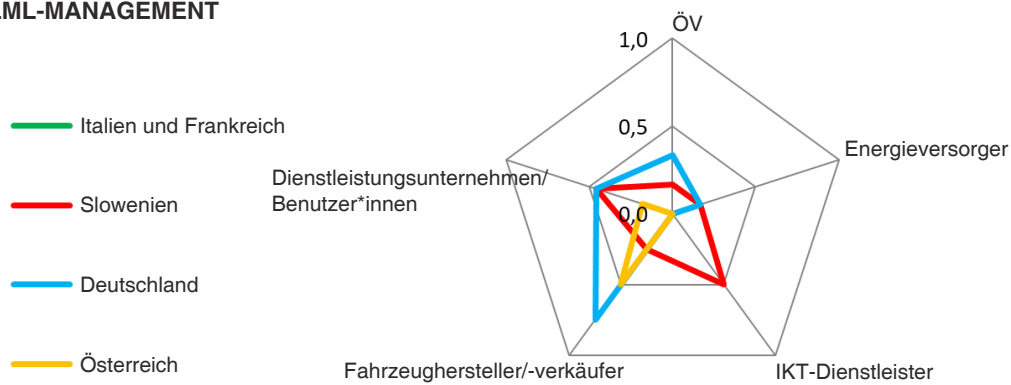 ML-MANAGEMENT
ÖV
1,0
Italien und Frankreich
0,5
Energieversorger
Dienstleistungsunternehmen/
Benutzer*innen
Slowenien
0,0
Deutschland
Österreich
Fahrzeughersteller/-verkäufer
IKT-Dienstleister